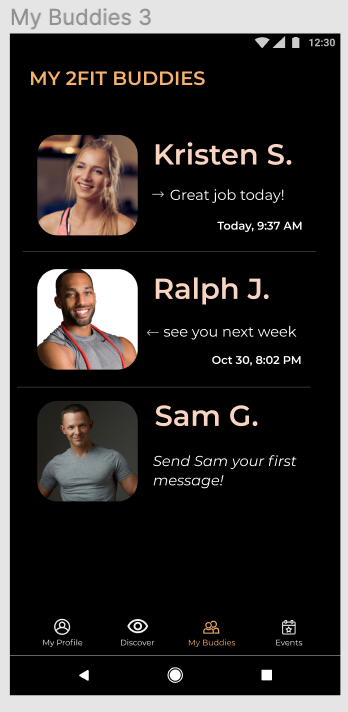 My Buddies 3
12:30
MY 2FIT BUDDIES
Kristen S.
→ Great job today!
Today, 9:37 AM
Ralph J.
← see you next week
Oct 30, 8:02 PM
Sam G.
Send Sam your first
message!
My Profile Discover My Buddies Events